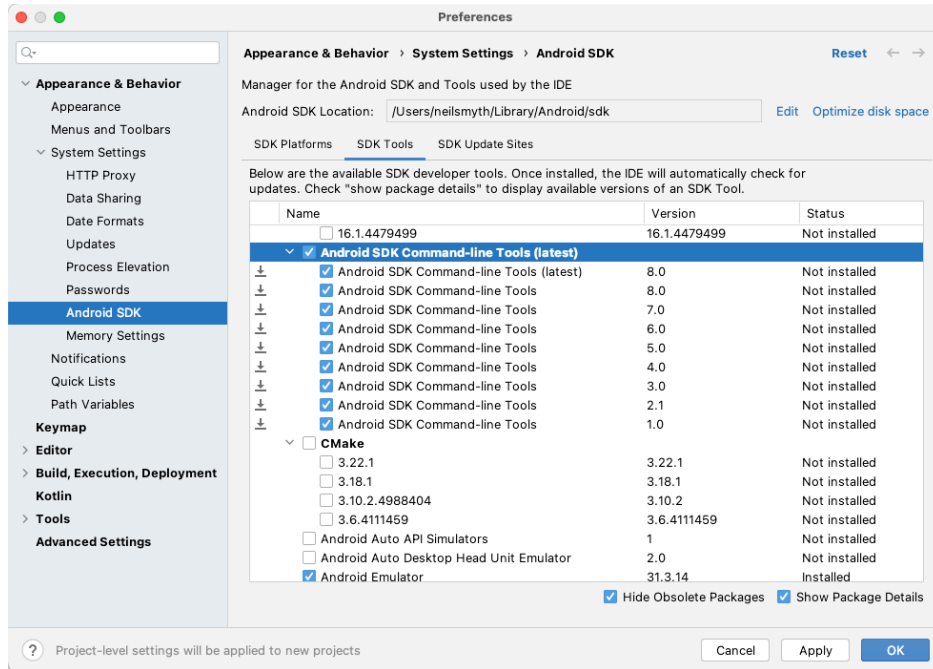 Preferences
Appearance & Behavior
Appearance
Menus and Toolbars
System Settings
HTTP Proxy
Data Sharing
Date Formats
Updates
Process Elevation
Passwords
Android SDK
Memory Settings
Notifications
Quick Lists
Path Variables
Keymap
Editor
Build, Execution, Deployment
Kotlin
Tools
Advanced Settings
Appearance & Behavior › System Settings › Android SDK Reset ← →
Manager for the Android SDK and Tools used by the IDE
Android SDK Location: /Users/neilsmyth/Library/Android/sdk Edit Optimize disk space
SDK Platforms SDK Tools SDK Update Sites
Below are the available SDK developer tools. Once installed, the IDE will automatically check for
updates. Check "show package details" to display available versions of an SDK Tool.
Name Version Status
16.1.4479499 16.1.4479499 Not installed
Android SDK Command-line Tools (latest)
Android SDK Command-line Tools (latest) 8.0 Not installed
Android SDK Command-line Tools 8.0 Not installed
Android SDK Command-line Tools 7.0 Not installed
Android SDK Command-line Tools 6.0 Not installed
Android SDK Command-line Tools 5.0 Not installed
Android SDK Command-line Tools 4.0 Not installed
Android SDK Command-line Tools 3.0 Not installed
Android SDK Command-line Tools 2.1 Not installed
Android SDK Command-line Tools 1.0 Not installed
CMake
3.22.1 3.22.1 Not installed
3.18.1 3.18.1 Not installed
3.10.2.4988404 3.10.2 Not installed
3.6.4111459 3.6.4111459 Not installed
Android Auto API Simulators 1 Not installed
Android Auto Desktop Head Unit Emulator 2.0 Not installed
Android Emulator 31.3.14 Installed
Hide Obsolete Packages Show Package Details
? Project-level settings will be applied to new projects
Cancel Apply OK